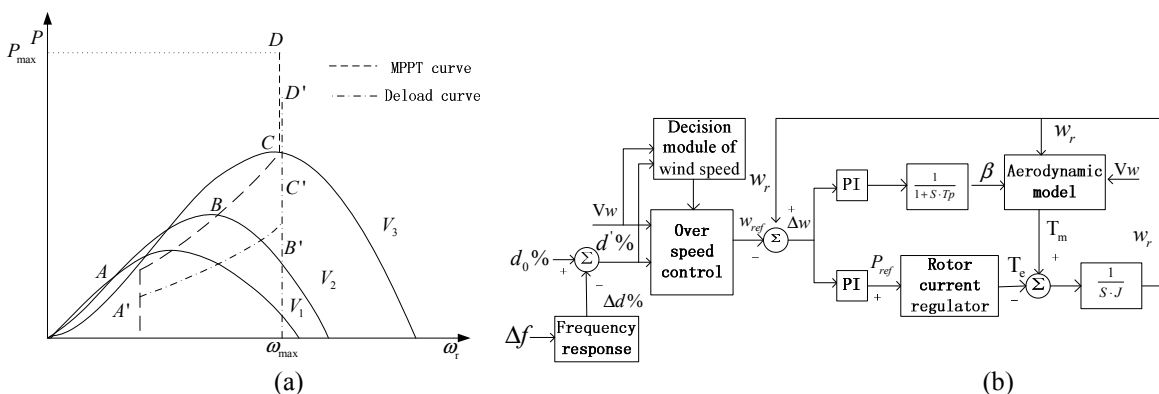 P
P_max
D
D'
MPPT curve
Deload curve
C
C'
B
B'
A
A'
V_3
V_2
V_1
ω_max
ω_r
(a)
Decision
module of
wind speed
w_r
Vw
d'%
d_0%
+
Σ
−
Δd%
Δf
Frequency
response
Over
speed
control
w_ref
−
Σ
+
Δw
PI
1
1+S·Tp
β
Aerodynamic
model
w_r
Vw
T_m
+
PI
P_ref
+
Rotor
current
regulator
T_e
−
Σ
1
S·J
w_r
(b)